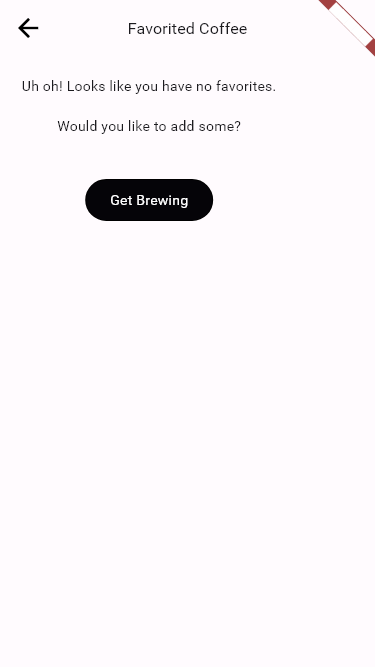 Favorited Coffee
Uh oh! Looks like you have no favorites.
Would you like to add some?
Get Brewing